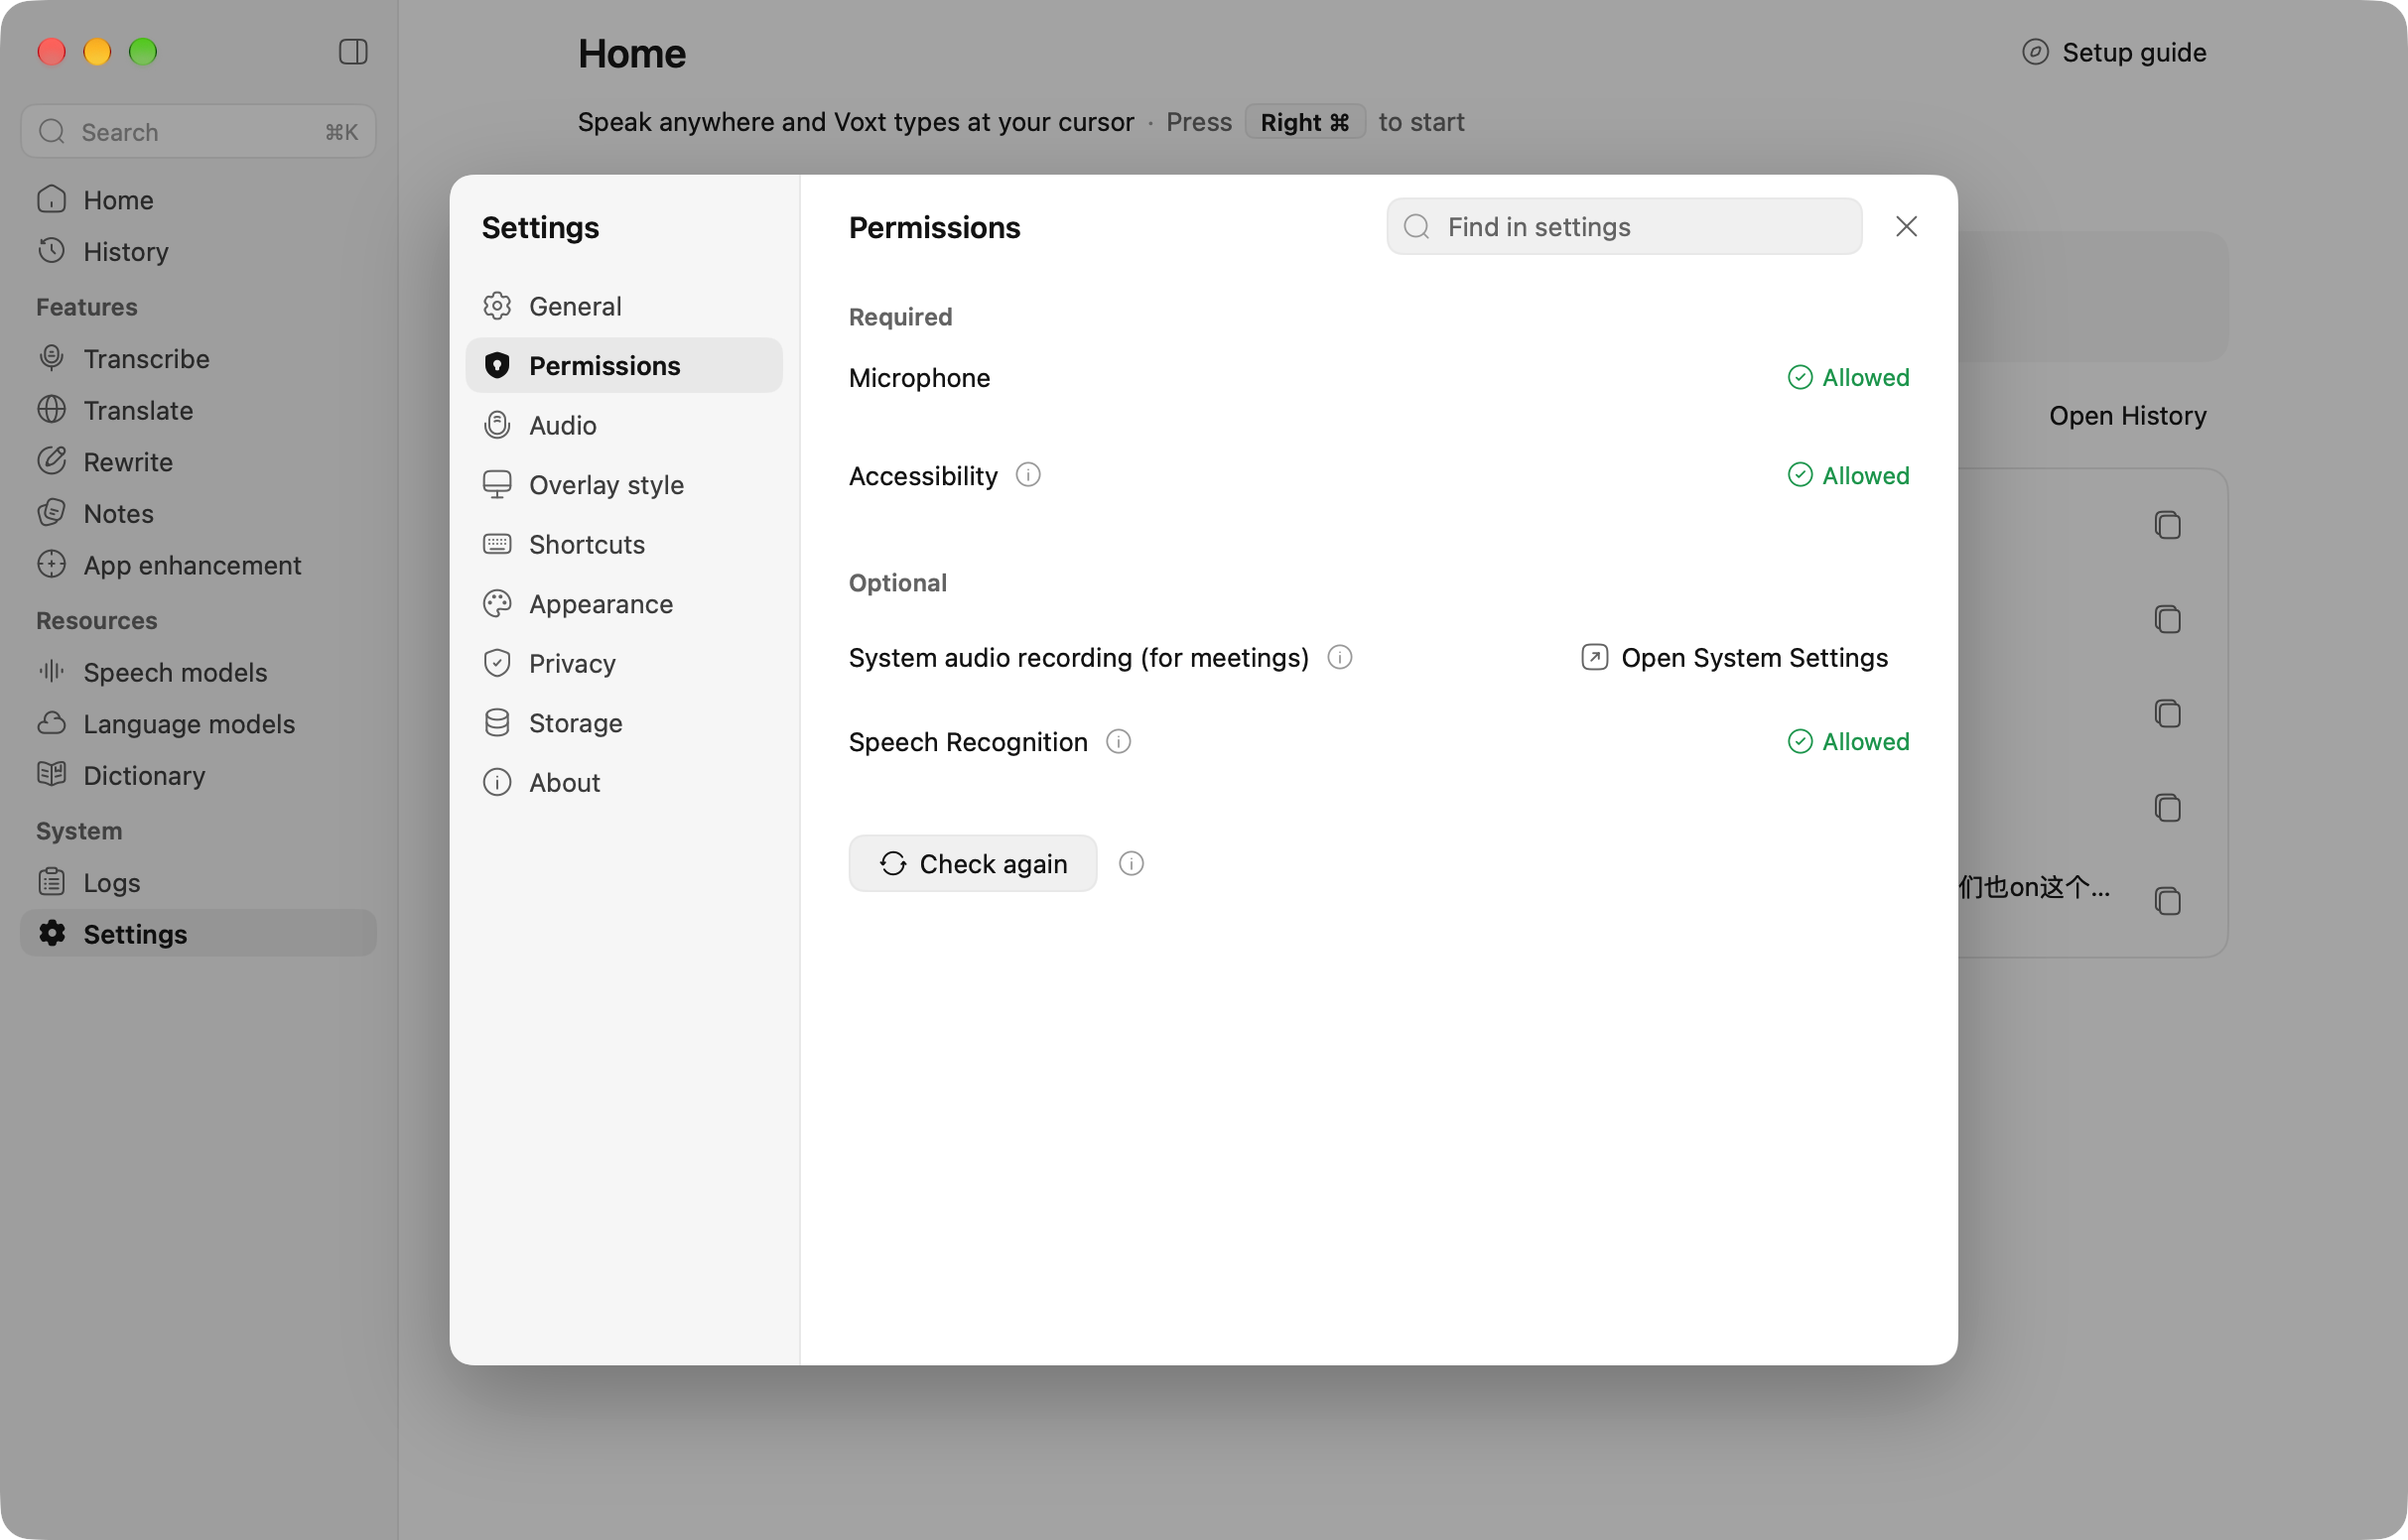 Search ⌘K
Home
History
Features
Transcribe
Translate
Rewrite
Notes
App enhancement
Resources
Speech models
Language models
Dictionary
System
Logs
Settings
Home
Setup guide
Speak anywhere and Voxt types at your cursor · Press Right ⌘ to start
Open History
们也on这个...
Settings
General
Permissions
Audio
Overlay style
Shortcuts
Appearance
Privacy
Storage
About
Permissions
Find in settings
Required
Microphone Allowed
Accessibility Allowed
Optional
System audio recording (for meetings) Open System Settings
Speech Recognition Allowed
Check again